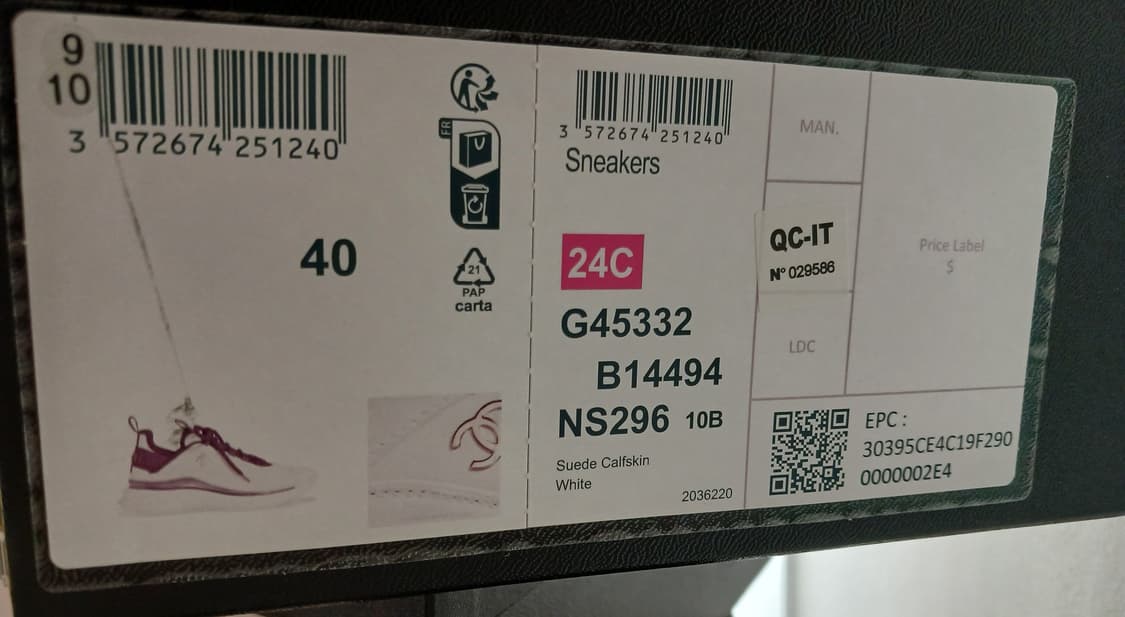 9
10
3 572674 251240
40
FR
21
PAP
carta
3 572674 251240
Sneakers
24C
G45332
B14494
NS296 10B
Suede Calfskin
White
2036220
MAN.
QC-IT
N° 029586
LDC
Price Label
$
EPC :
30395CE4C19F290
0000002E4